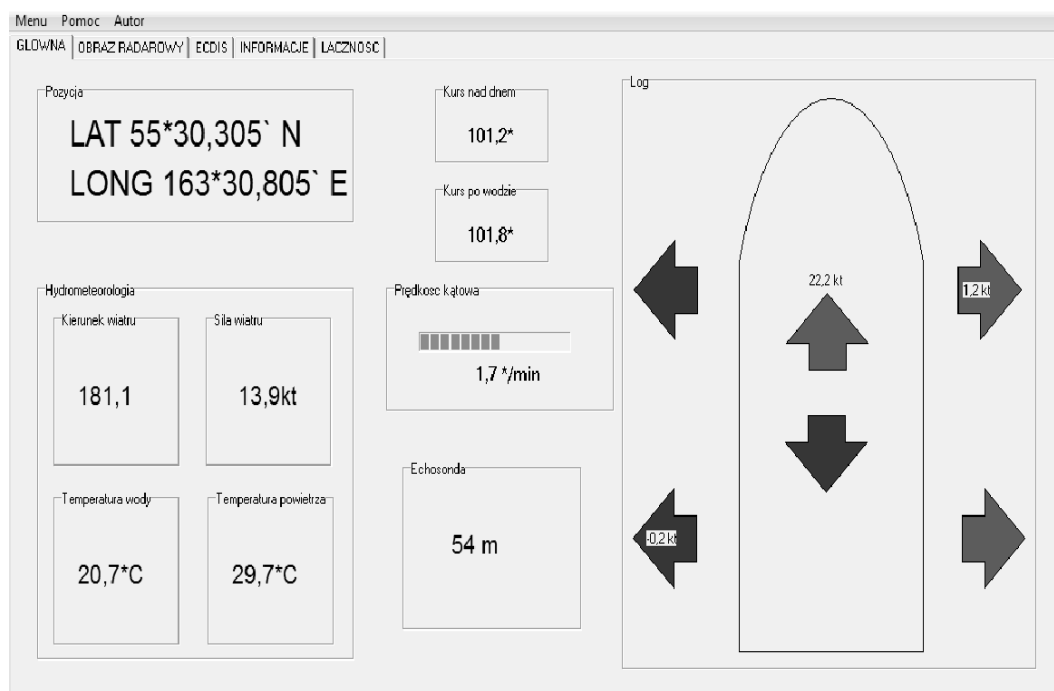 Menu Pomoc Autor
GLOWNA OBRAZ RADAROWY ECDIS INFORMACJE LACZNOSC
Pozycja
LAT 55*30,305` N
LONG 163*30,805` E
Kurs nad dnem
101,2*
Kurs po wodzie
101,8*
Hydrometeorologia
Kierunek wiatru
181,1
Sila wiatru
13,9kt
Temperatura wody
20,7*C
Temperatura powietrza
29,7*C
Prędkosc kątowa
1,7 */min
Echosonda
54 m
Log
22,2 kt
1,2 kt
-0,2 kt